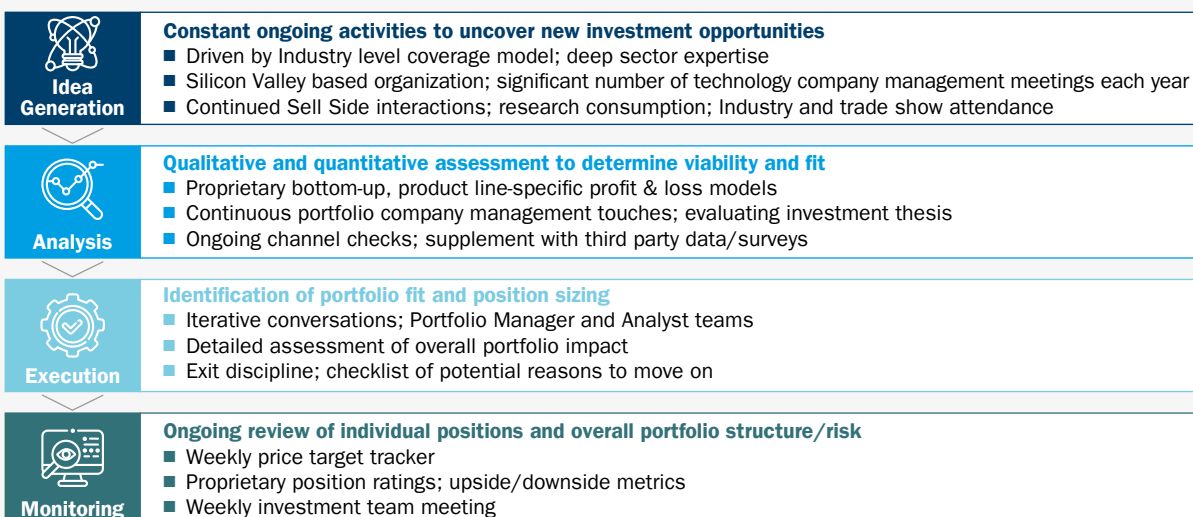 Idea
Generation
Constant ongoing activities to uncover new investment opportunities
■ Driven by Industry level coverage model; deep sector expertise
■ Silicon Valley based organization; significant number of technology company management meetings each year
■ Continued Sell Side interactions; research consumption; Industry and trade show attendance
Analysis
Qualitative and quantitative assessment to determine viability and fit
■ Proprietary bottom-up, product line-specific profit & loss models
■ Continuous portfolio company management touches; evaluating investment thesis
■ Ongoing channel checks; supplement with third party data/surveys
Execution
Identification of portfolio fit and position sizing
■ Iterative conversations; Portfolio Manager and Analyst teams
■ Detailed assessment of overall portfolio impact
■ Exit discipline; checklist of potential reasons to move on
Monitoring
Ongoing review of individual positions and overall portfolio structure/risk
■ Weekly price target tracker
■ Proprietary position ratings; upside/downside metrics
■ Weekly investment team meeting